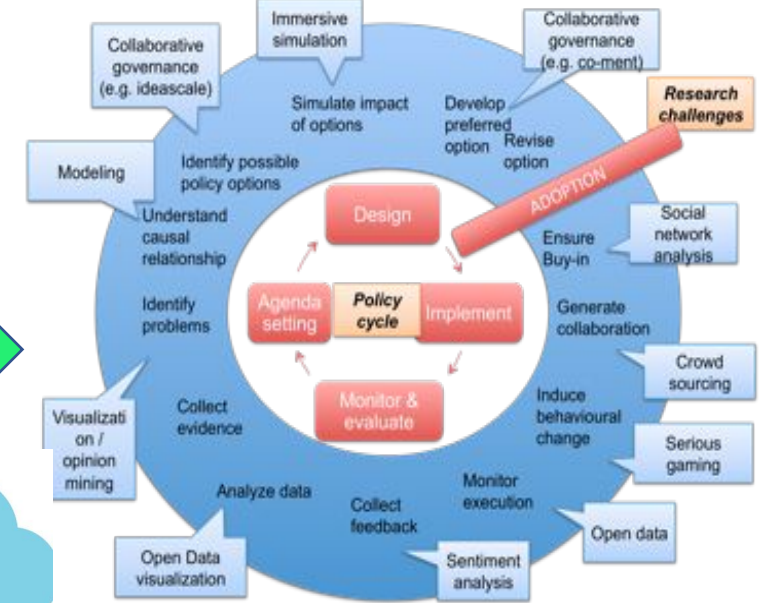 Immersive
simulation
Collaborative
governance
(e.g. ideascale)
Collaborative
governance
(e.g. co-ment)
Research
challenges
Simulate impact
of options
Develop
preferred
option
Revise
option
ADOPTION
Modeling
Identify possible
policy options
Understand
causal
relationship
Design
Ensure
Buy-in
Social
network
analysis
Identify
problems
Agenda
setting
Policy
cycle
Implement
Generate
collaboration
Crowd
sourcing
Monitor &
evaluate
Induce
behavioural
change
Visualizati
on /
opinion
mining
Collect
evidence
Serious
gaming
Analyze data
Collect
feedback
Monitor
execution
Open data
Open Data
visualization
Sentiment
analysis